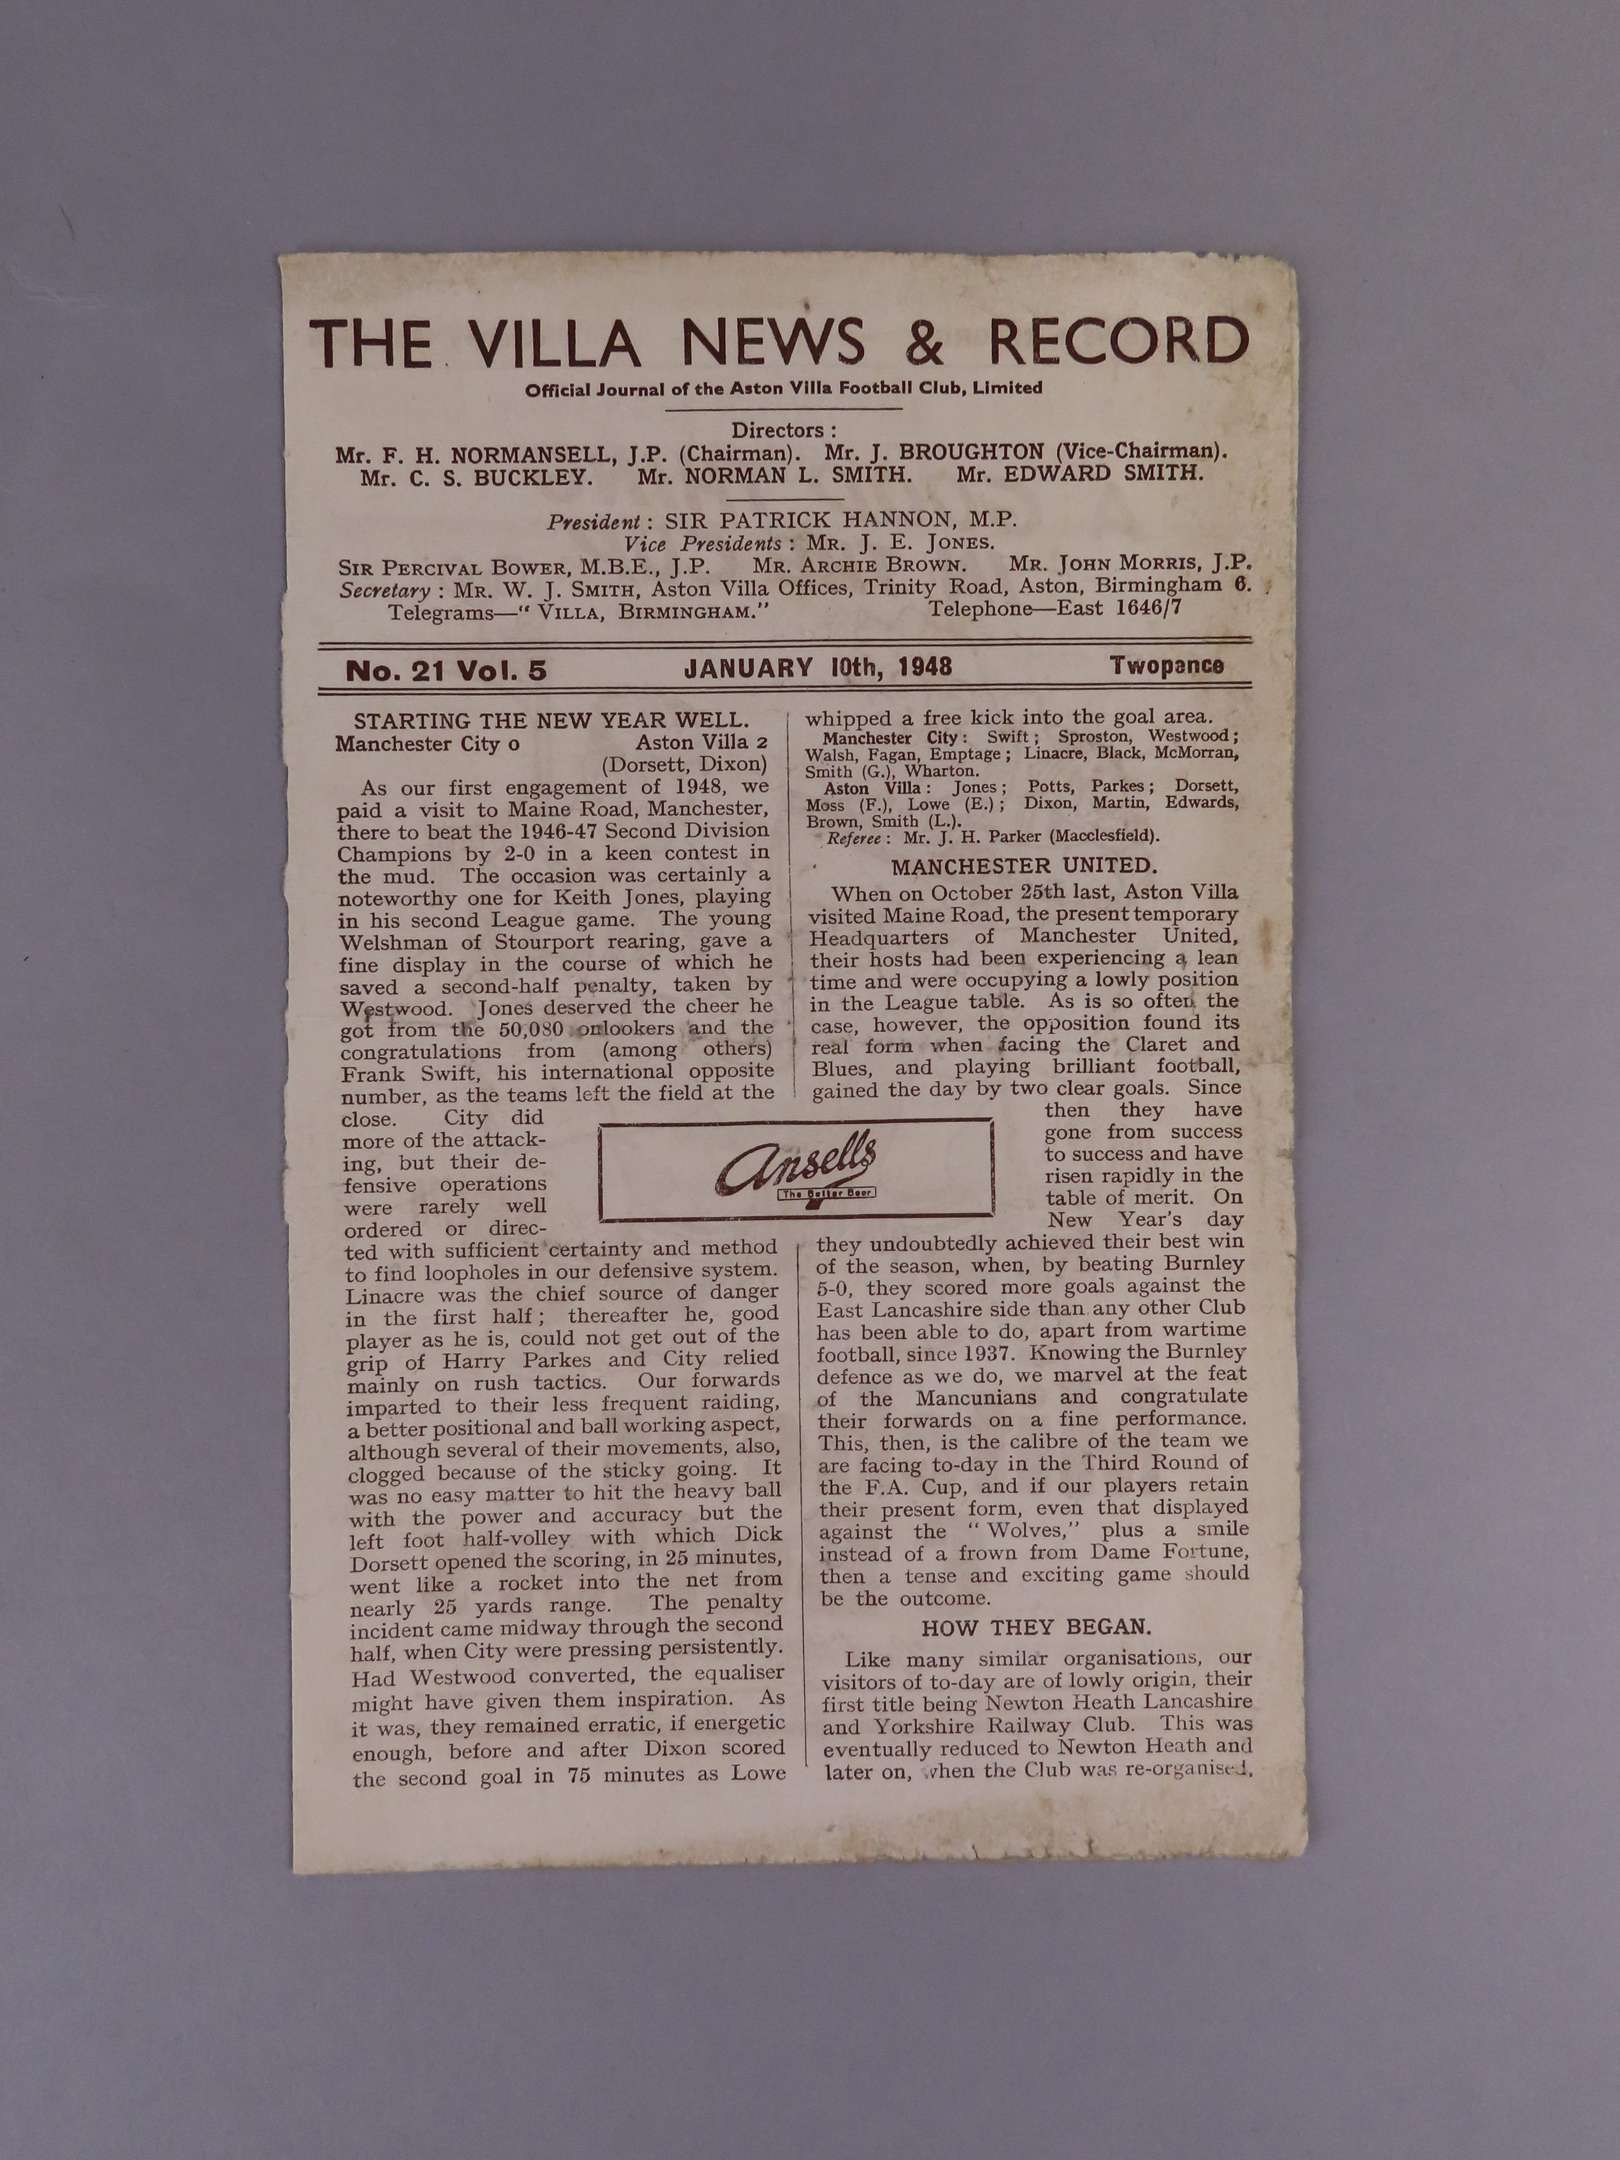 THE VILLA NEWS & RECORD
Official Journal of the Aston Villa Football Club, Limited
Directors :
Mr. F. H. NORMANSELL, J.P. (Chairman). Mr. J. BROUGHTON (Vice-Chairman).
Mr. C. S. BUCKLEY. Mr. NORMAN L. SMITH. Mr. EDWARD SMITH.
President : SIR PATRICK HANNON, M.P.
Vice Presidents : MR. J. E. JONES.
SIR PERCIVAL BOWER, M.B.E., J.P. MR. ARCHIE BROWN. MR. JOHN MORRIS, J.P.
Secretary : MR. W. J. SMITH, Aston Villa Offices, Trinity Road, Aston, Birmingham 6.
Telegrams—“ VILLA, BIRMINGHAM.” Telephone—East 1646/7
No. 21 Vol. 5 JANUARY 10th, 1948 Twopence
STARTING THE NEW YEAR WELL.
Manchester City 0 Aston Villa 2
(Dorsett, Dixon)
As our first engagement of 1948, we
paid a visit to Maine Road, Manchester,
there to beat the 1946-47 Second Division
Champions by 2-0 in a keen contest in
the mud. The occasion was certainly a
noteworthy one for Keith Jones, playing
in his second League game. The young
Welshman of Stourport rearing, gave a
fine display in the course of which he
saved a second-half penalty, taken by
Westwood. Jones deserved the cheer he
got from the 50,080 onlookers and the
congratulations from (among others)
Frank Swift, his international opposite
number, as the teams left the field at the
close. City did
more of the attack-
ing, but their de-
fensive operations
were rarely well
ordered or direc-
ted with sufficient certainty and method
to find loopholes in our defensive system.
Linacre was the chief source of danger
in the first half ; thereafter he, good
player as he is, could not get out of the
grip of Harry Parkes and City relied
mainly on rush tactics. Our forwards
imparted to their less frequent raiding,
a better positional and ball working aspect,
although several of their movements, also,
clogged because of the sticky going. It
was no easy matter to hit the heavy ball
with the power and accuracy but the
left foot half-volley with which Dick
Dorsett opened the scoring, in 25 minutes,
went like a rocket into the net from
nearly 25 yards range. The penalty
incident came midway through the second
half, when City were pressing persistently.
Had Westwood converted, the equaliser
might have given them inspiration. As
it was, they remained erratic, if energetic
enough, before and after Dixon scored
the second goal in 75 minutes as Lowe
whipped a free kick into the goal area.
Manchester City : Swift ; Sproston, Westwood ;
Walsh, Fagan, Emptage ; Linacre, Black, McMorran,
Smith (G.), Wharton.
Aston Villa : Jones ; Potts, Parkes ; Dorsett,
Moss (F.), Lowe (E.) ; Dixon, Martin, Edwards,
Brown, Smith (L.).
Referee : Mr. J. H. Parker (Macclesfield).
MANCHESTER UNITED.
When on October 25th last, Aston Villa
visited Maine Road, the present temporary
Headquarters of Manchester United,
their hosts had been experiencing a lean
time and were occupying a lowly position
in the League table. As is so often the
case, however, the opposition found its
real form when facing the Claret and
Blues, and playing brilliant football,
gained the day by two clear goals. Since
then they have
gone from success
to success and have
risen rapidly in the
table of merit. On
New Year's day
Ansells
The Better Beer
they undoubtedly achieved their best win
of the season, when, by beating Burnley
5-0, they scored more goals against the
East Lancashire side than any other Club
has been able to do, apart from wartime
football, since 1937. Knowing the Burnley
defence as we do, we marvel at the feat
of the Mancunians and congratulate
their forwards on a fine performance.
This, then, is the calibre of the team we
are facing to-day in the Third Round of
the F.A. Cup, and if our players retain
their present form, even that displayed
against the “ Wolves,” plus a smile
instead of a frown from Dame Fortune,
then a tense and exciting game should
be the outcome.
HOW THEY BEGAN.
Like many similar organisations, our
visitors of to-day are of lowly origin, their
first title being Newton Heath Lancashire
and Yorkshire Railway Club. This was
eventually reduced to Newton Heath and
later on, when the Club was re-organised,